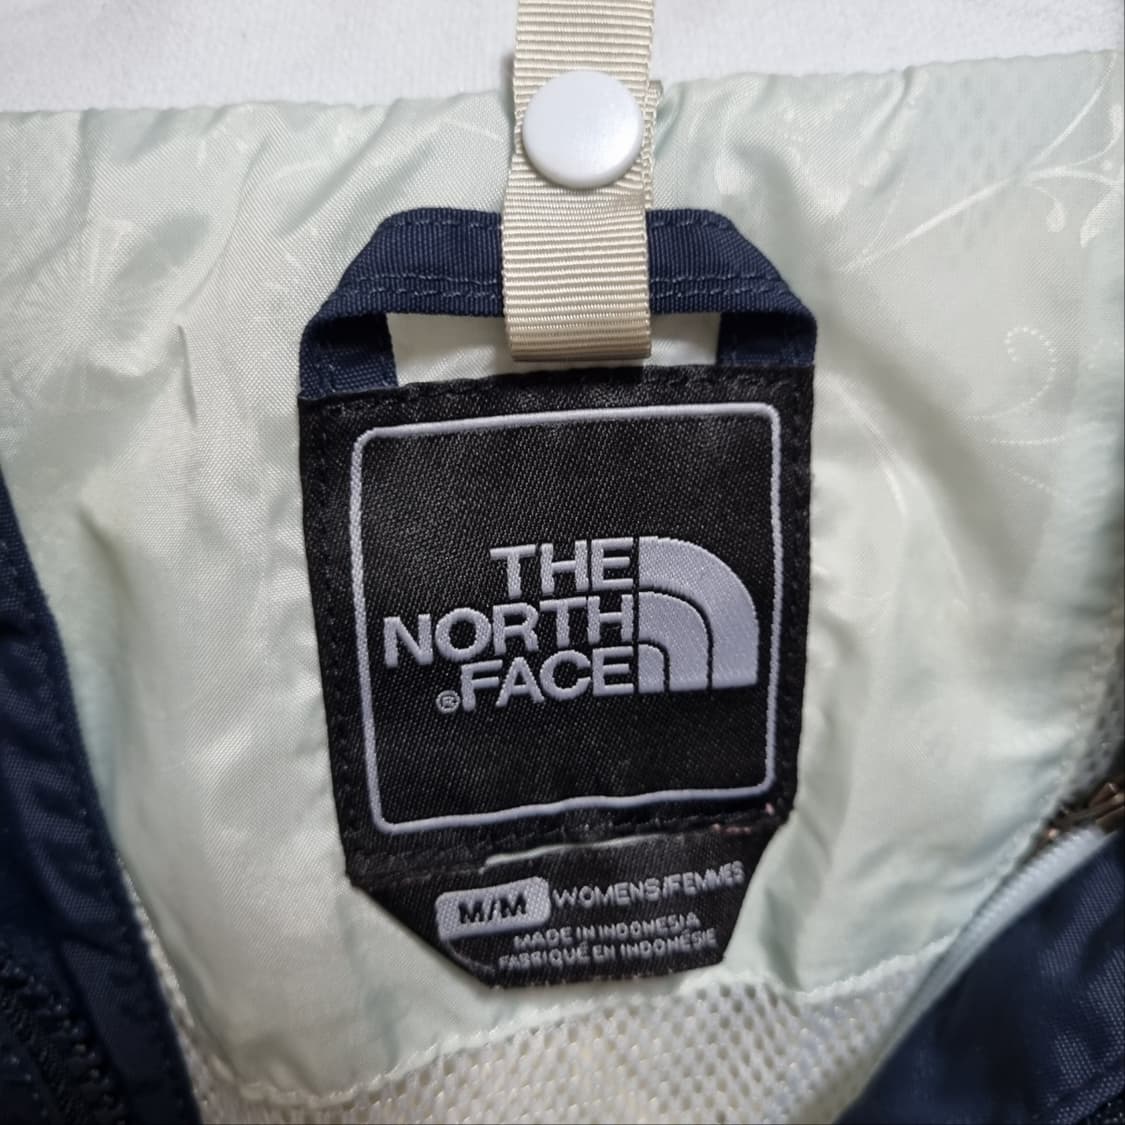 THE
NORTH
®FACE
M/M WOMENS/FEMMES
MADE IN INDONESIA
FABRIQUÉ EN INDONÉSIE